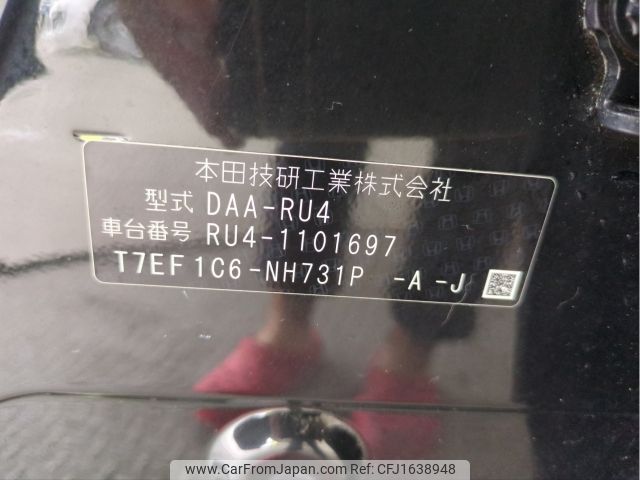 本田技研工業株式会社
型式 DAA-RU4
車台番号 RU4-1101697
T7EF1C6-NH731P -A -J
www.CarFromJapan.com | CFJ1638948